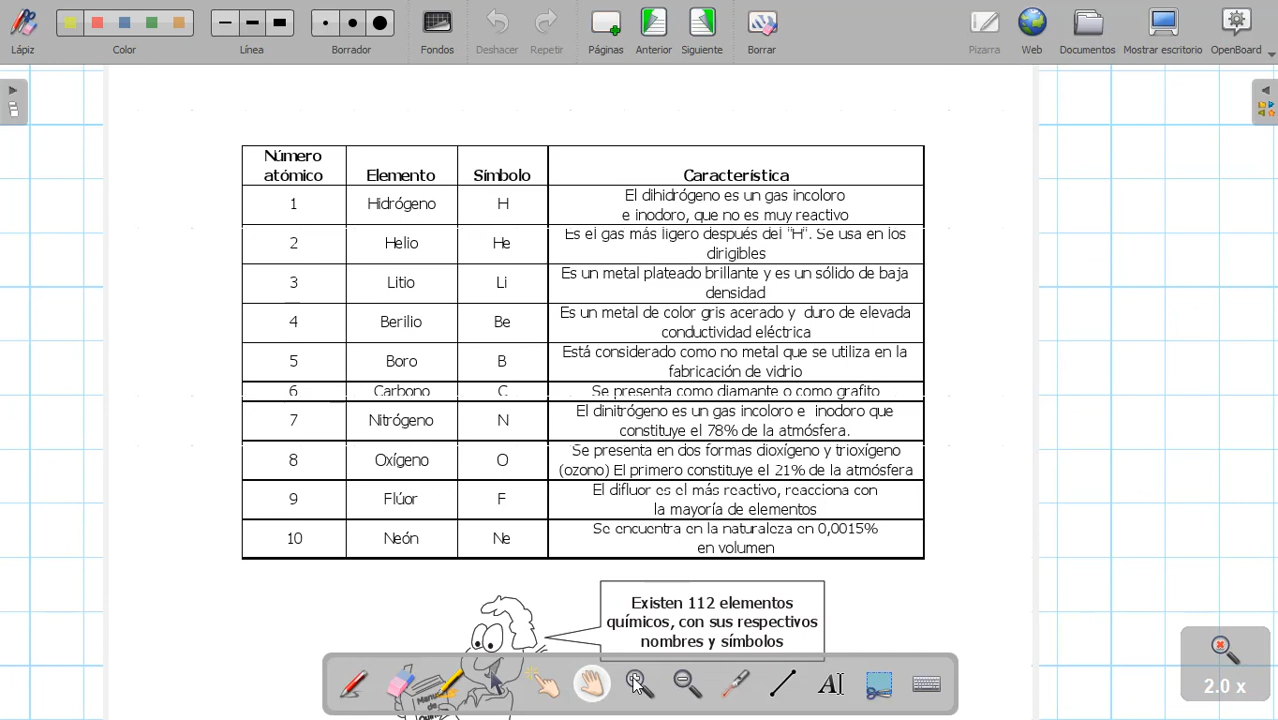 Lápiz
Color
Línea
Borrador
Fondos
Deshacer
Repetir
Páginas
Anterior
Siguiente
Borrar
Pizarra
Web
Documentos
Mostrar escritorio
OpenBoard
Número
atómico
Elemento
Símbolo
Característica
1
Hidrógeno
H
El dihidrógeno es un gas incoloro
e inodoro, que no es muy reactivo
2
Helio
He
Es el gas más ligero después del "H". Se usa en los
dirigibles
3
Litio
Li
Es un metal plateado brillante y es un sólido de baja
densidad
4
Berilio
Be
Es un metal de color gris acerado y duro de elevada
conductividad eléctrica
5
Boro
B
Está considerado como no metal que se utiliza en la
fabricación de vidrio
6
Carbono
C
Se presenta como diamante o como grafito
7
Nitrógeno
N
El dinitrógeno es un gas incoloro e inodoro que
constituye el 78% de la atmósfera.
8
Oxígeno
O
Se presenta en dos formas dioxígeno y trioxígeno
(ozono) El primero constituye el 21% de la atmósfera
9
Flúor
F
El difluor es el más reactivo, reacciona con
la mayoría de elementos
10
Neón
Ne
Se encuentra en la naturaleza en 0,0015%
en volumen
Existen 112 elementos
químicos, con sus respectivos
nombres y símbolos
de
A
2.0 x